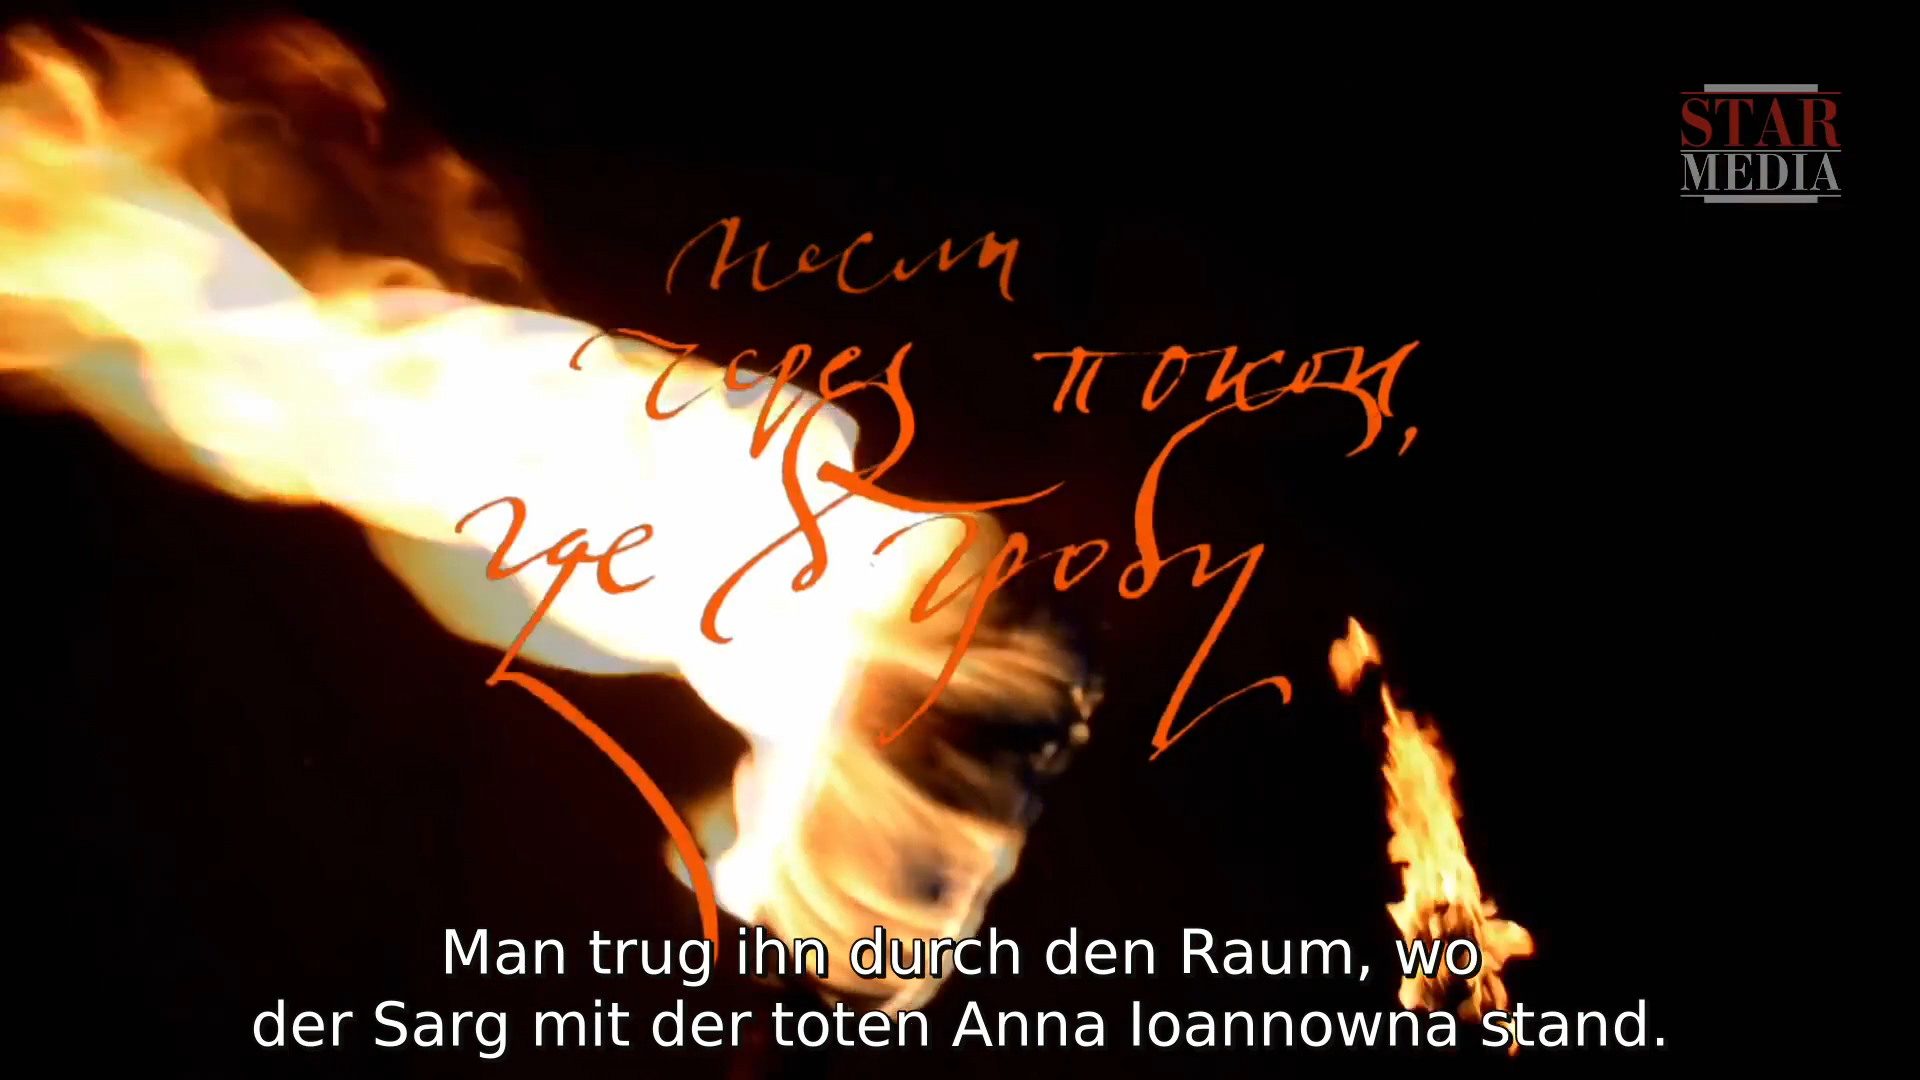 STAR
MEDIA
несли
через покои,
где в гробу
Man trug ihn durch den Raum, wo
der Sarg mit der toten Anna Ioannowna stand.